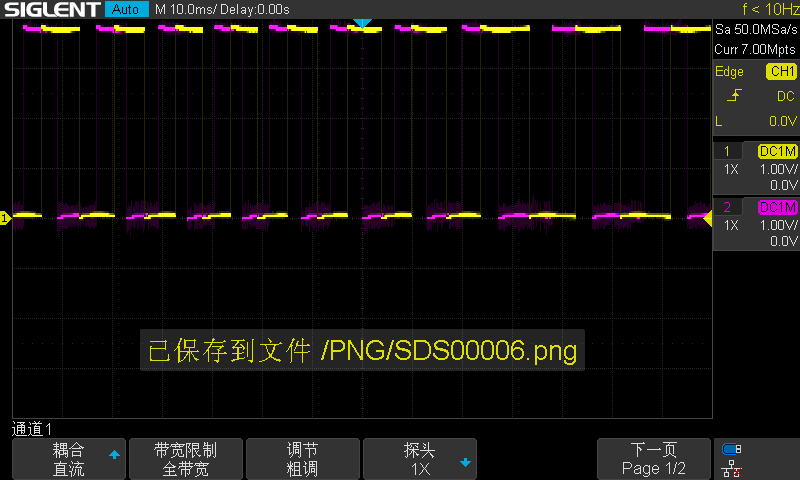 SIGLENT Auto M 10.0ms/ Delay:0.00s f < 10Hz
Sa 50.0MSa/s
Curr 7.00Mpts
Edge CH1
DC
L 0.0V
1 DC1M
1X 1.00V/
0.0V
2 DC1M
1X 1.00V/
0.0V
1
已保存到文件 /PNG/SDS00006.png
通道1
耦合
直流
带宽限制
全带宽
调节
粗调
探头
1X
下一页
Page 1/2